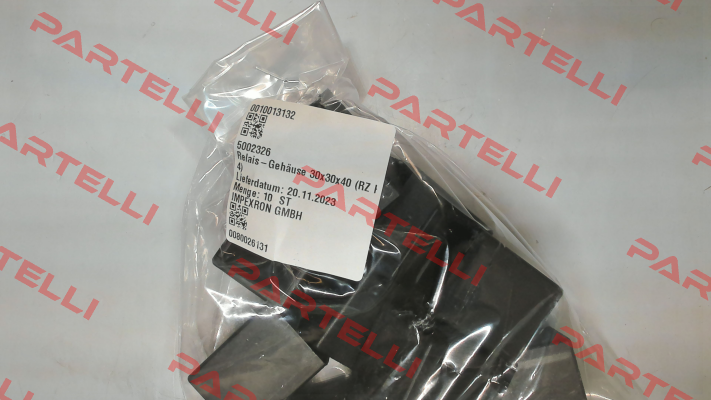 0010013132
5002326
Relais-Gehäuse 30x30x40 (RZ
4)
Lieferdatum: 20.11.2023
Menge: 10 ST
IMPEXRON GMBH
0080026131
PARTELLI
PARTELLI
PARTELLI
PARTELLI
PARTELLI
PARTELLI
PARTELLI
PARTELLI